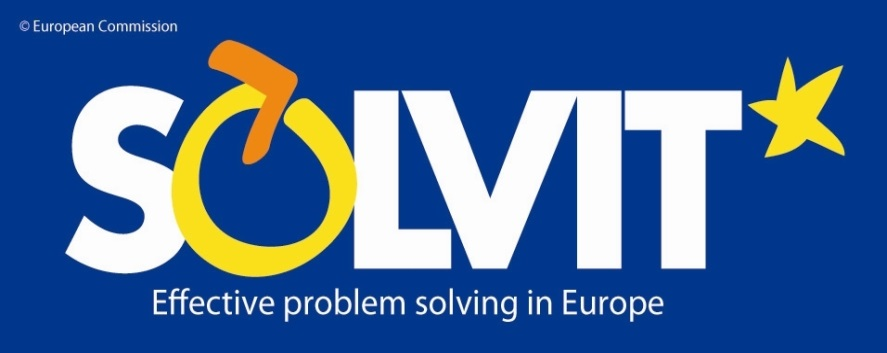 © European Commission
SOLVIT
Effective problem solving in Europe